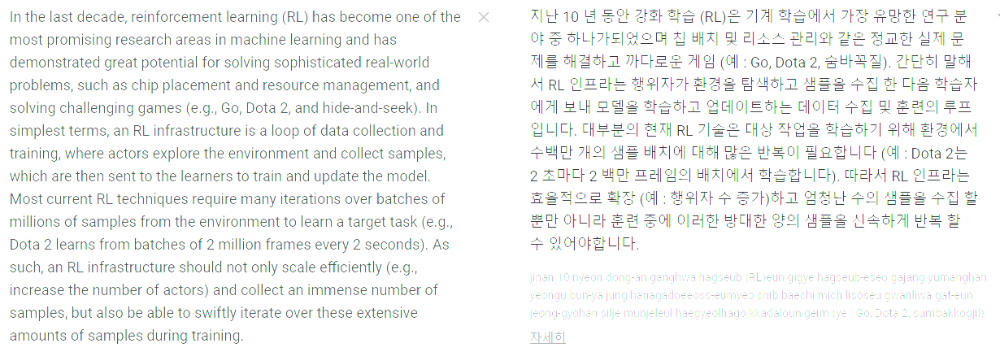 In the last decade, reinforcement learning (RL) has become one of the
most promising research areas in machine learning and has
demonstrated great potential for solving sophisticated real-world
problems, such as chip placement and resource management, and
solving challenging games (e.g., Go, Dota 2, and hide-and-seek). In
simplest terms, an RL infrastructure is a loop of data collection and
training, where actors explore the environment and collect samples,
which are then sent to the learners to train and update the model.
Most current RL techniques require many iterations over batches of
millions of samples from the environment to learn a target task (e.g.,
Dota 2 learns from batches of 2 million frames every 2 seconds). As
such, an RL infrastructure should not only scale efficiently (e.g.,
increase the number of actors) and collect an immense number of
samples, but also be able to swiftly iterate over these extensive
amounts of samples during training.
지난 10 년 동안 강화 학습 (RL)은 기계 학습에서 가장 유망한 연구 분
야 중 하나가되었으며 칩 배치 및 리소스 관리와 같은 정교한 실제 문
제를 해결하고 까다로운 게임 (예 : Go, Dota 2, 숨바꼭질). 간단히 말해
서 RL 인프라는 행위자가 환경을 탐색하고 샘플을 수집 한 다음 학습자
에게 보내 모델을 학습하고 업데이트하는 데이터 수집 및 훈련의 루프
입니다. 대부분의 현재 RL 기술은 대상 작업을 학습하기 위해 환경에서
수백만 개의 샘플 배치에 대해 많은 반복이 필요합니다 (예 : Dota 2는
2 초마다 2 백만 프레임의 배치에서 학습합니다). 따라서 RL 인프라는
효율적으로 확장 (예 : 행위자 수 증가)하고 엄청난 수의 샘플을 수집 할
뿐만 아니라 훈련 중에 이러한 방대한 양의 샘플을 신속하게 반복 할
수 있어야합니다.
jinan 10 nyeon dong-an ganghwa hagseub (RL)eun gigye hagseub-eseo gajang yumanghan
yeongu bun-ya jung hanagadoeeoss-eumyeo chib baechi mich lisoseu gwanliwa gat-eun
jeong-gyohan silje munjeleul haegyeolhago kkadaloun geim (ye : Go, Dota 2, sumbakkogjil).
자세히